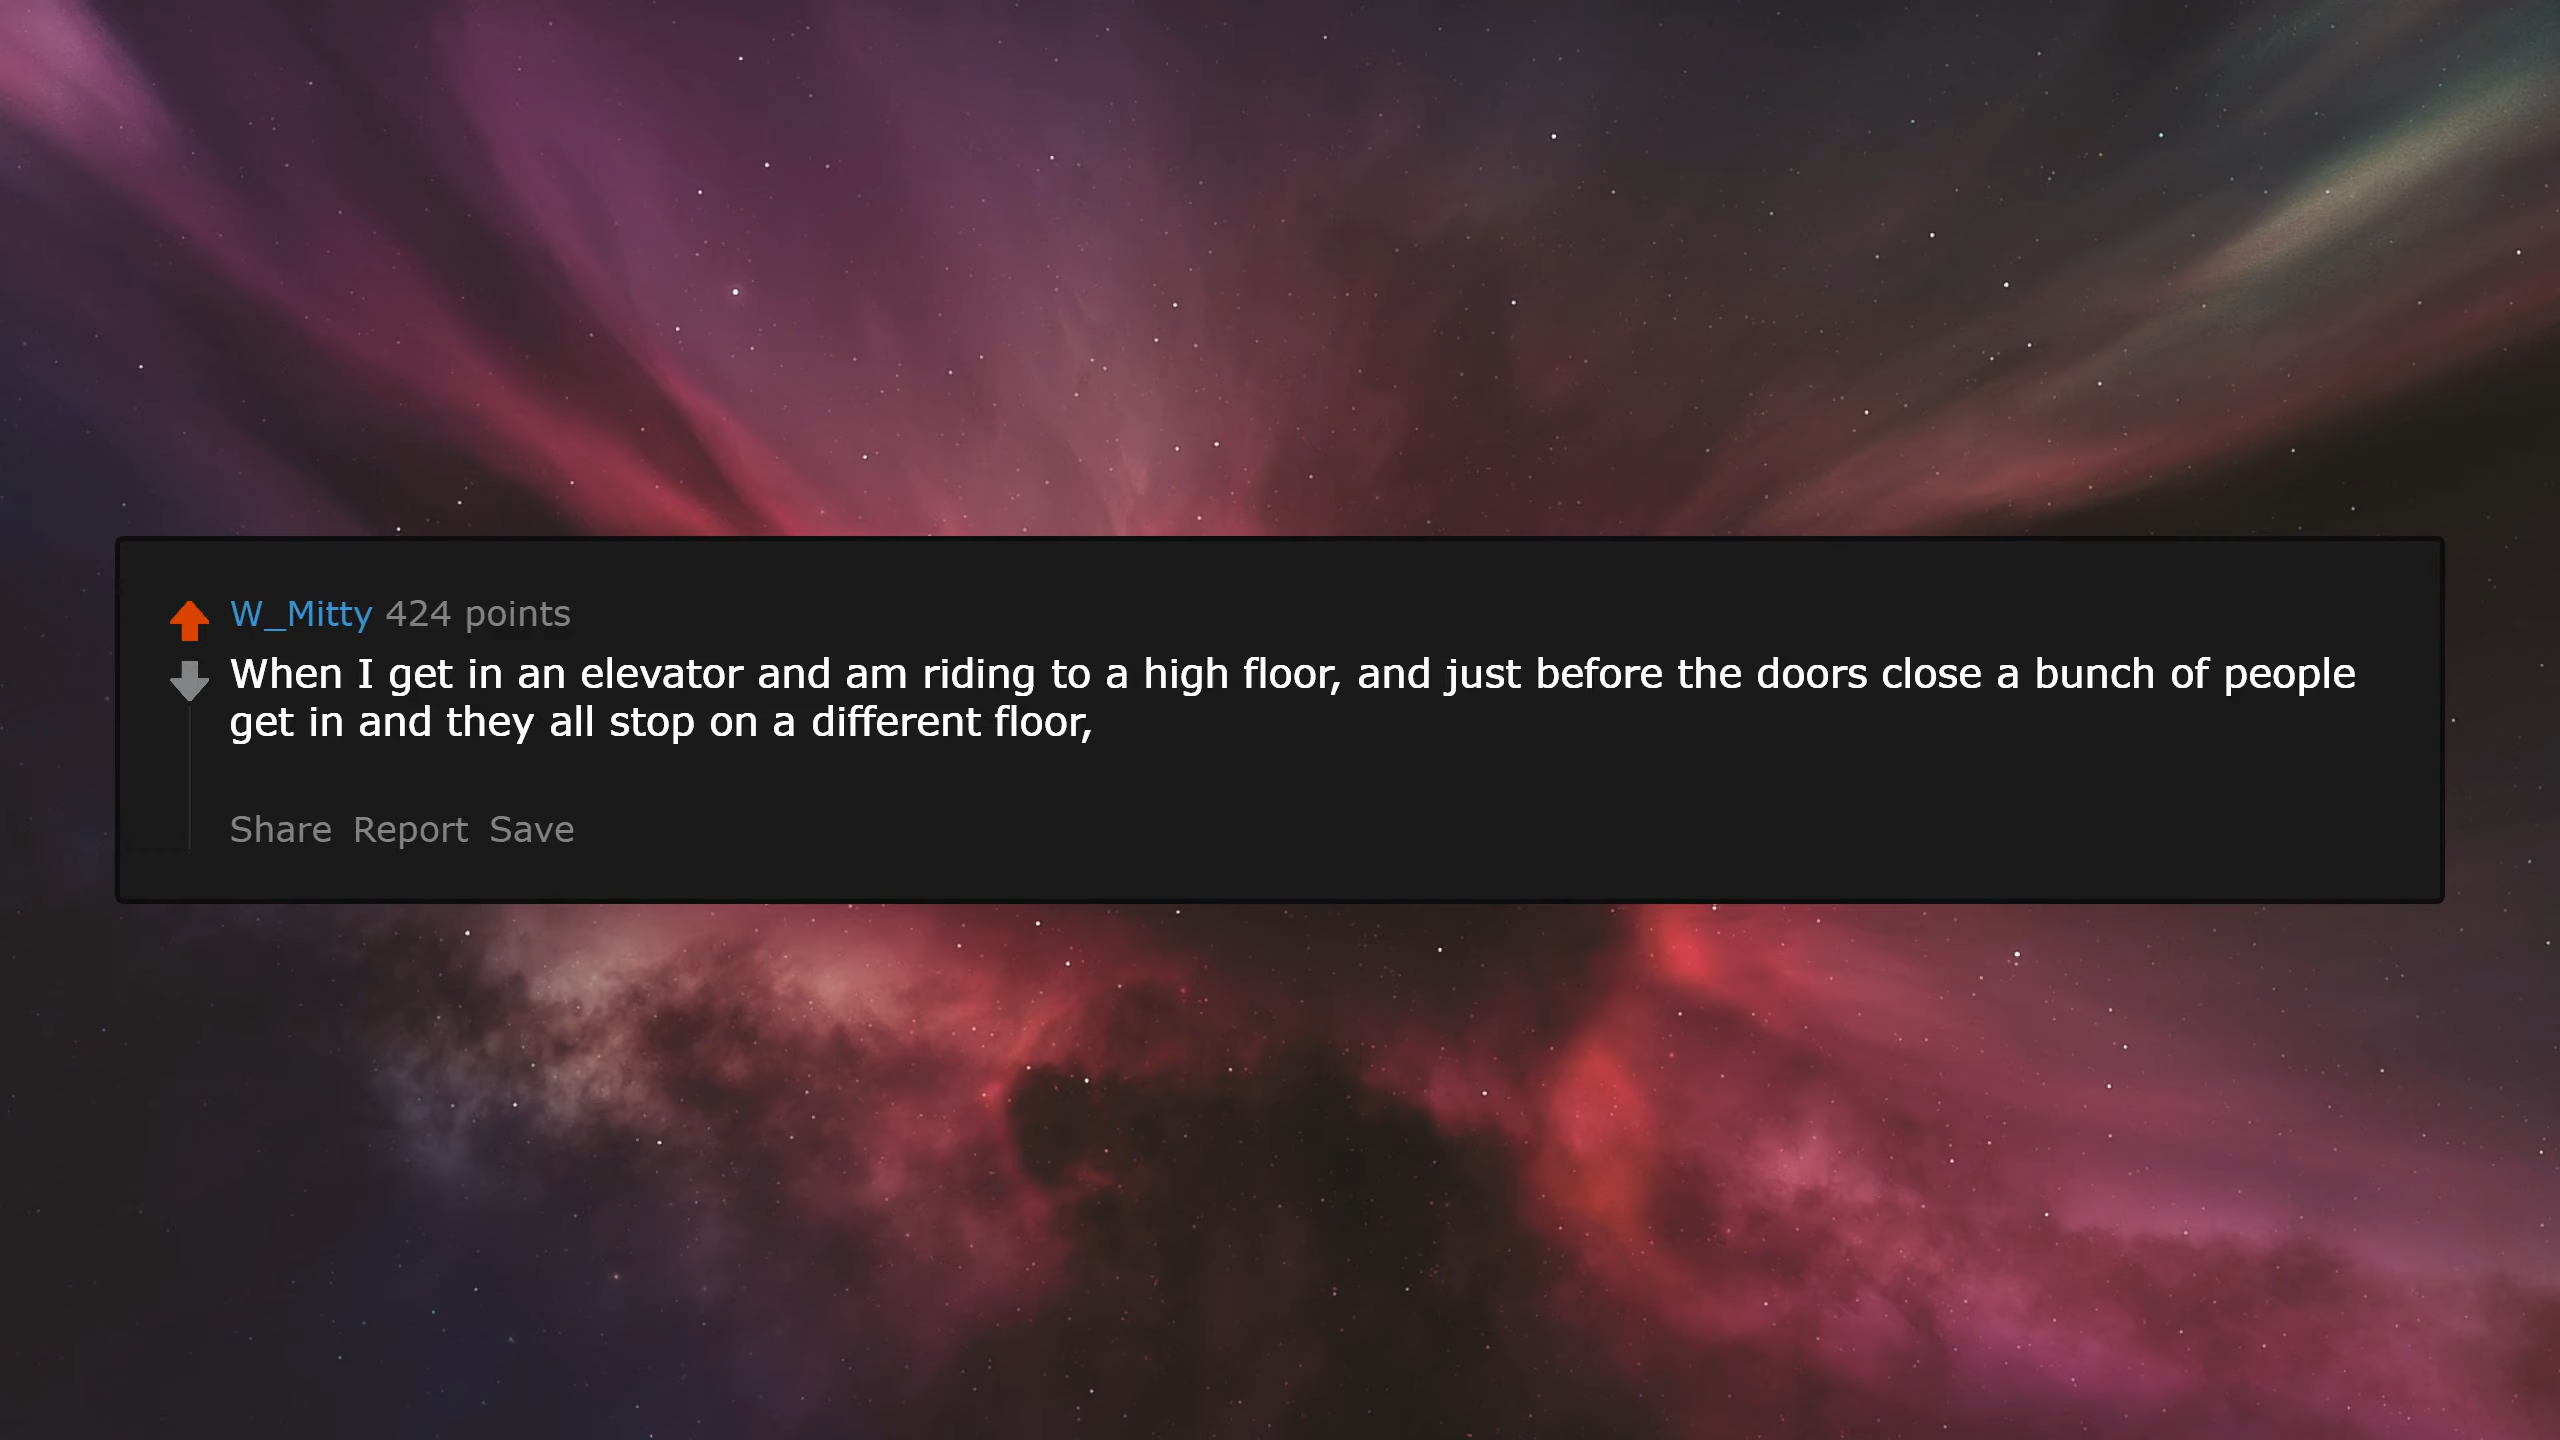 W_Mitty 424 points
When I get in an elevator and am riding to a high floor, and just before the doors close a bunch of people
get in and they all stop on a different floor,
Share Report Save